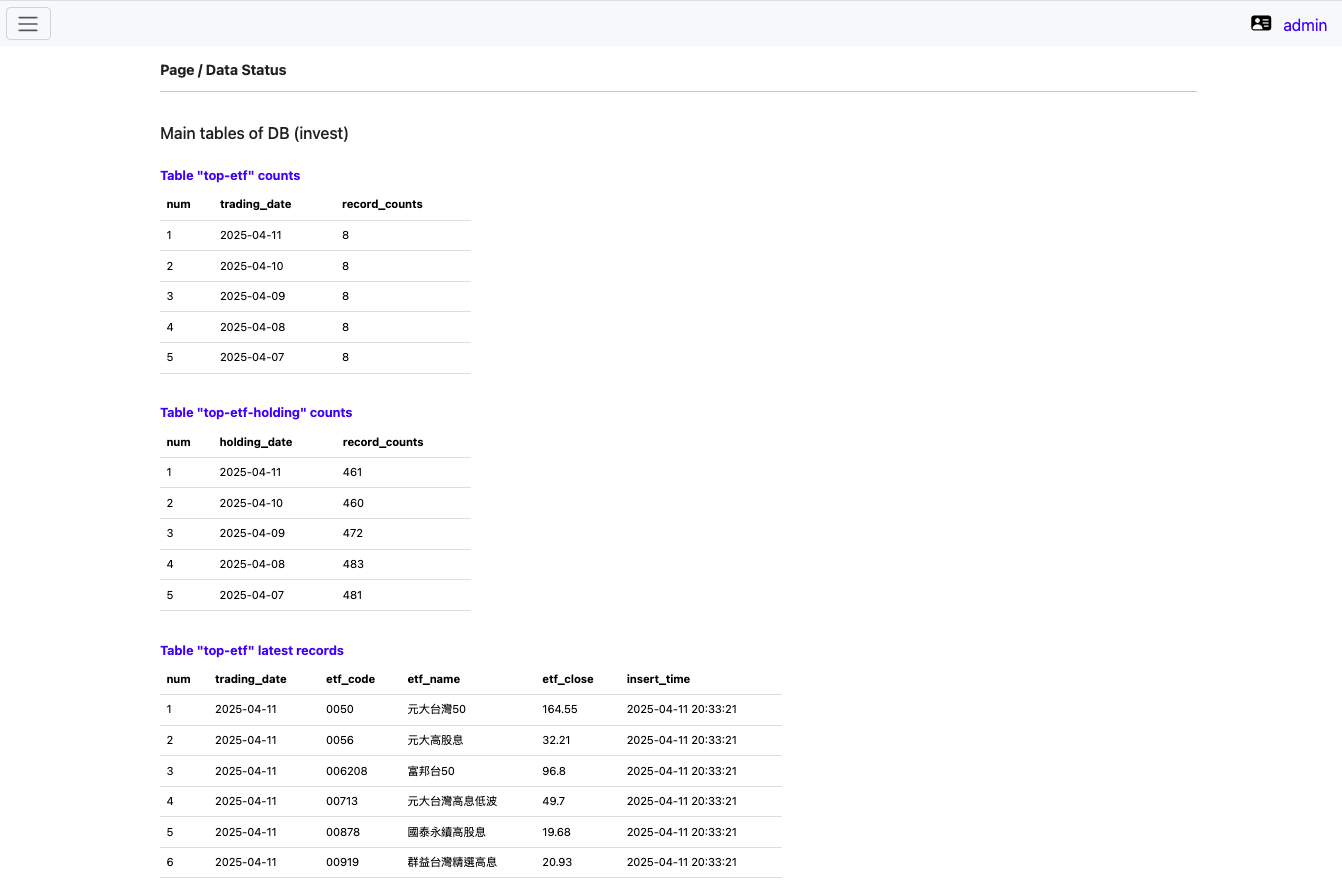 admin
Page / Data Status
Main tables of DB (invest)
Table "top-etf" counts
num trading_date record_counts
1 2025-04-11 8
2 2025-04-10 8
3 2025-04-09 8
4 2025-04-08 8
5 2025-04-07 8
Table "top-etf-holding" counts
num holding_date record_counts
1 2025-04-11 461
2 2025-04-10 460
3 2025-04-09 472
4 2025-04-08 483
5 2025-04-07 481
Table "top-etf" latest records
num trading_date etf_code etf_name etf_close insert_time
1 2025-04-11 0050 元大台灣50 164.55 2025-04-11 20:33:21
2 2025-04-11 0056 元大高股息 32.21 2025-04-11 20:33:21
3 2025-04-11 006208 富邦台50 96.8 2025-04-11 20:33:21
4 2025-04-11 00713 元大台灣高息低波 49.7 2025-04-11 20:33:21
5 2025-04-11 00878 國泰永續高股息 19.68 2025-04-11 20:33:21
6 2025-04-11 00919 群益台灣精選高息 20.93 2025-04-11 20:33:21